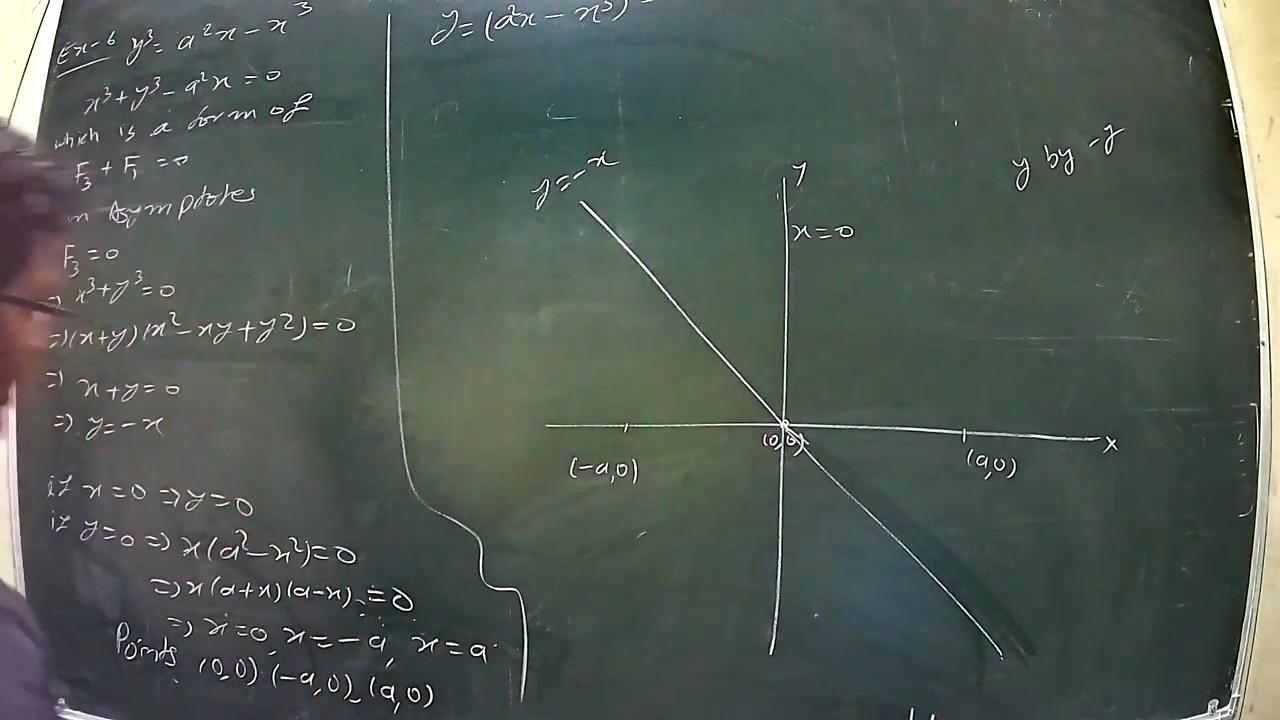 Ex-6 y³ = a²x - x³
x³ + y³ - a²x = 0
which is a form of
F₃ + F₁ = 0
Asymptotes
F₃ = 0
=> x³ + y³ = 0
=> (x+y)(x² - xy + y2) = 0
=> x + y = 0
=> y = -x
if x = 0 => y = 0
if y = 0 => x(a² - x²) = 0
=> x(a+x)(a-x) = 0
=> x = 0, x = -a, x = a
Points (0,0) (-a,0), (a,0)
y = (a²x - x³)
y = -x
y
x = 0
y by -y
(-a,0)
(0,0)
(a,0)
x